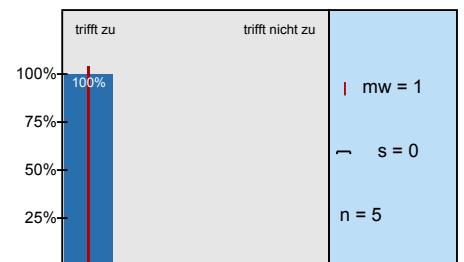 trifft zu trifft nicht zu
100%
100%
mw = 1
75%
s = 0
50%
25%
n = 5